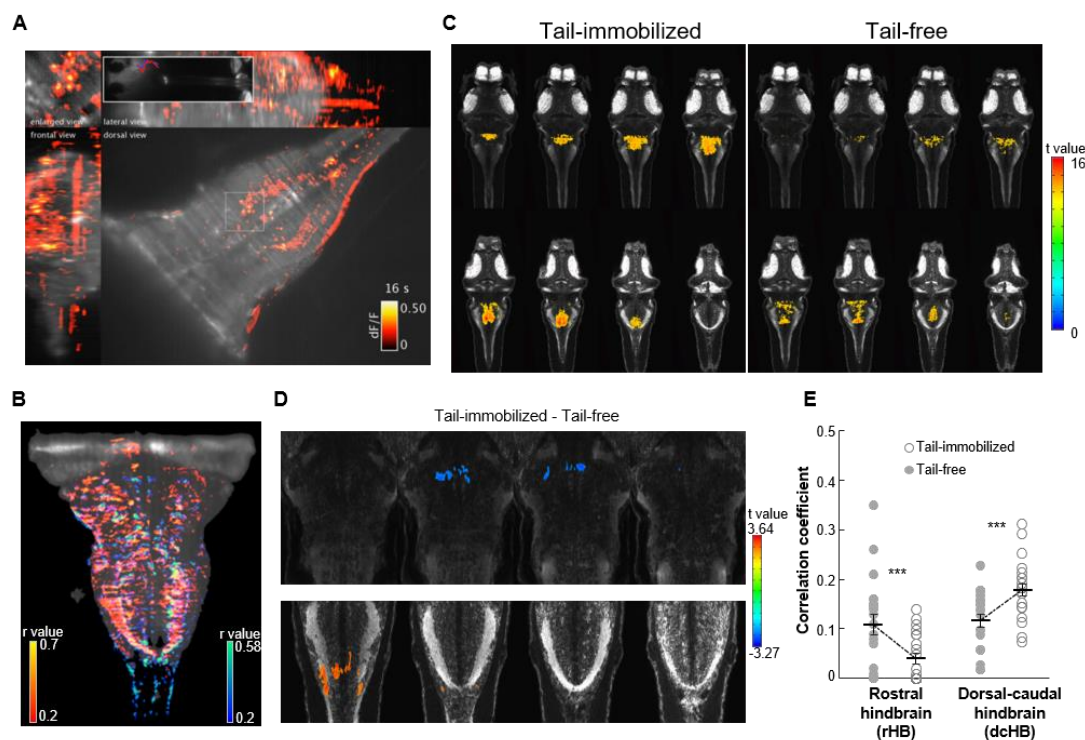 A
enlarged view
lateral view
frontal view
dorsal view
16 s
0.50
dF/F
0
B
r value
0.7
0.2
r value
0.58
0.2
C
Tail-immobilized
Tail-free
t value
16
0
D
Tail-immobilized - Tail-free
t value
3.64
-3.27
E
Correlation coefficient
0.5
0.4
0.3
0.2
0.1
0
Tail-immobilized
Tail-free
***
***
Rostral
hindbrain
(rHB)
Dorsal-caudal
hindbrain
(dcHB)